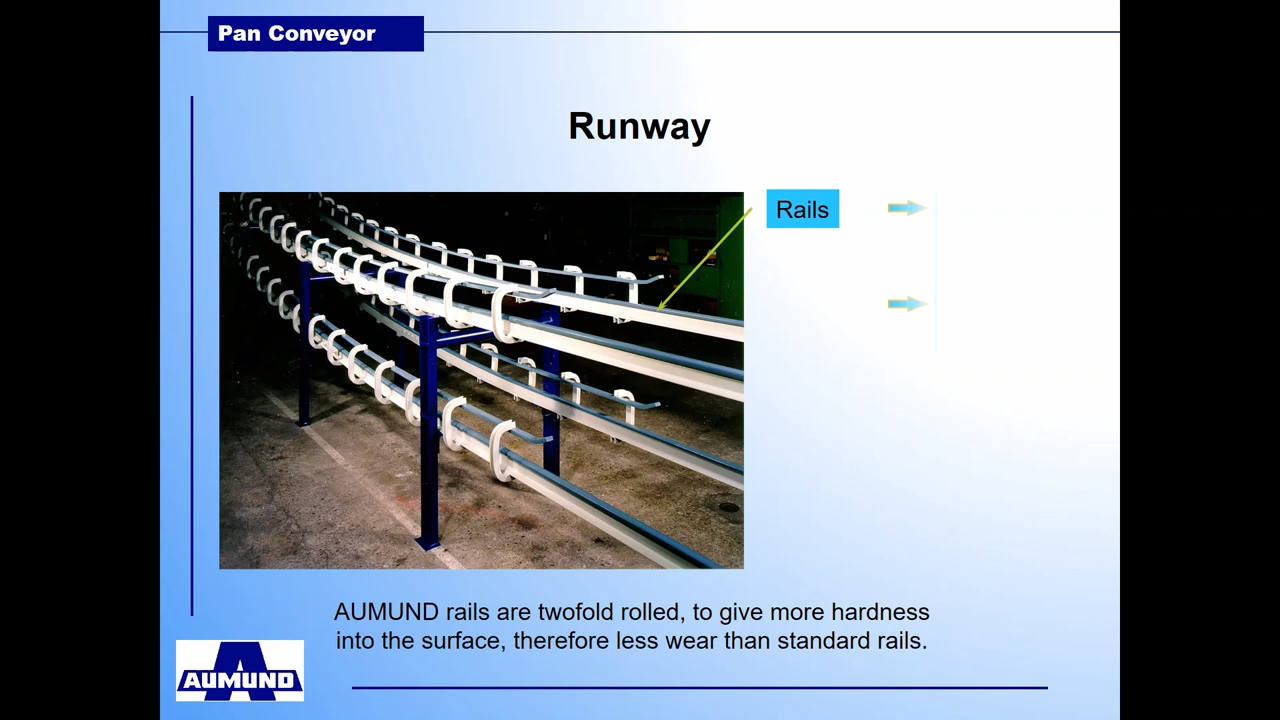 Pan Conveyor
Runway
Rails
AUMUND rails are twofold rolled, to give more hardness
into the surface, therefore less wear than standard rails.
AUMUND